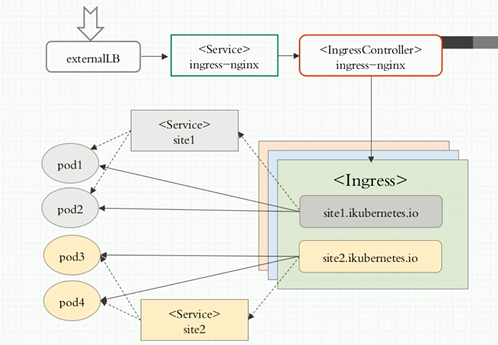 externalLB
<Service>
ingress-nginx
<IngressController>
ingress-nginx
<Service>
site1
pod1
pod2
pod3
pod4
<Ingress>
site1.ikubernetes.io
site2.ikubernetes.io
<Service>
site2